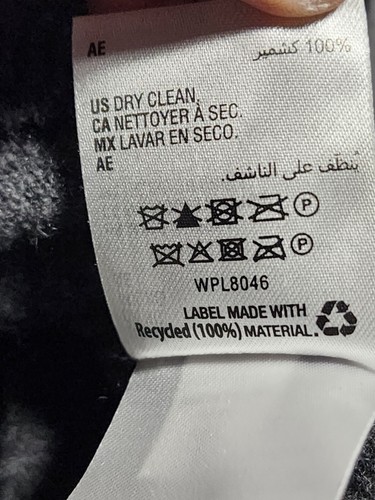 AE 100% كشمير
US DRY CLEAN.
CA NETTOYER À SEC.
MX LAVAR EN SECO.
AE
يُنظف على الناشف.
P
P
WPL8046
LABEL MADE WITH
Recycled (100%) MATERIAL.